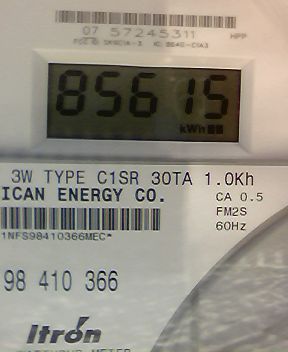 07 57245311
HPP
85615
kWh
3W TYPE C1SR 30TA 1.0Kh
ICAN ENERGY CO.
CA 0.5
FM2S
60Hz
1NFS98410366MEC*
98 410 366
Itron